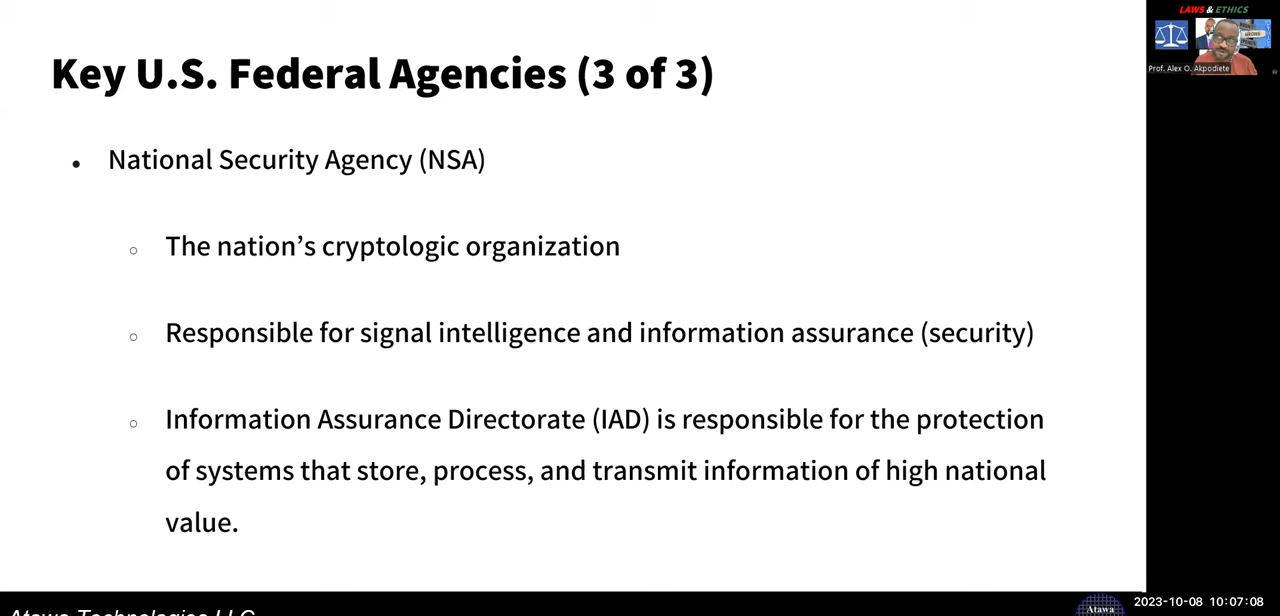 Key U.S. Federal Agencies (3 of 3)
LAWS & ETHICS
Prof. Alex O. Akpodiete
• National Security Agency (NSA)
○ The nation’s cryptologic organization
○ Responsible for signal intelligence and information assurance (security)
○ Information Assurance Directorate (IAD) is responsible for the protection
of systems that store, process, and transmit information of high national
value.
Atawa Technologies LLC
Atawa
2023-10-08 10:07:08